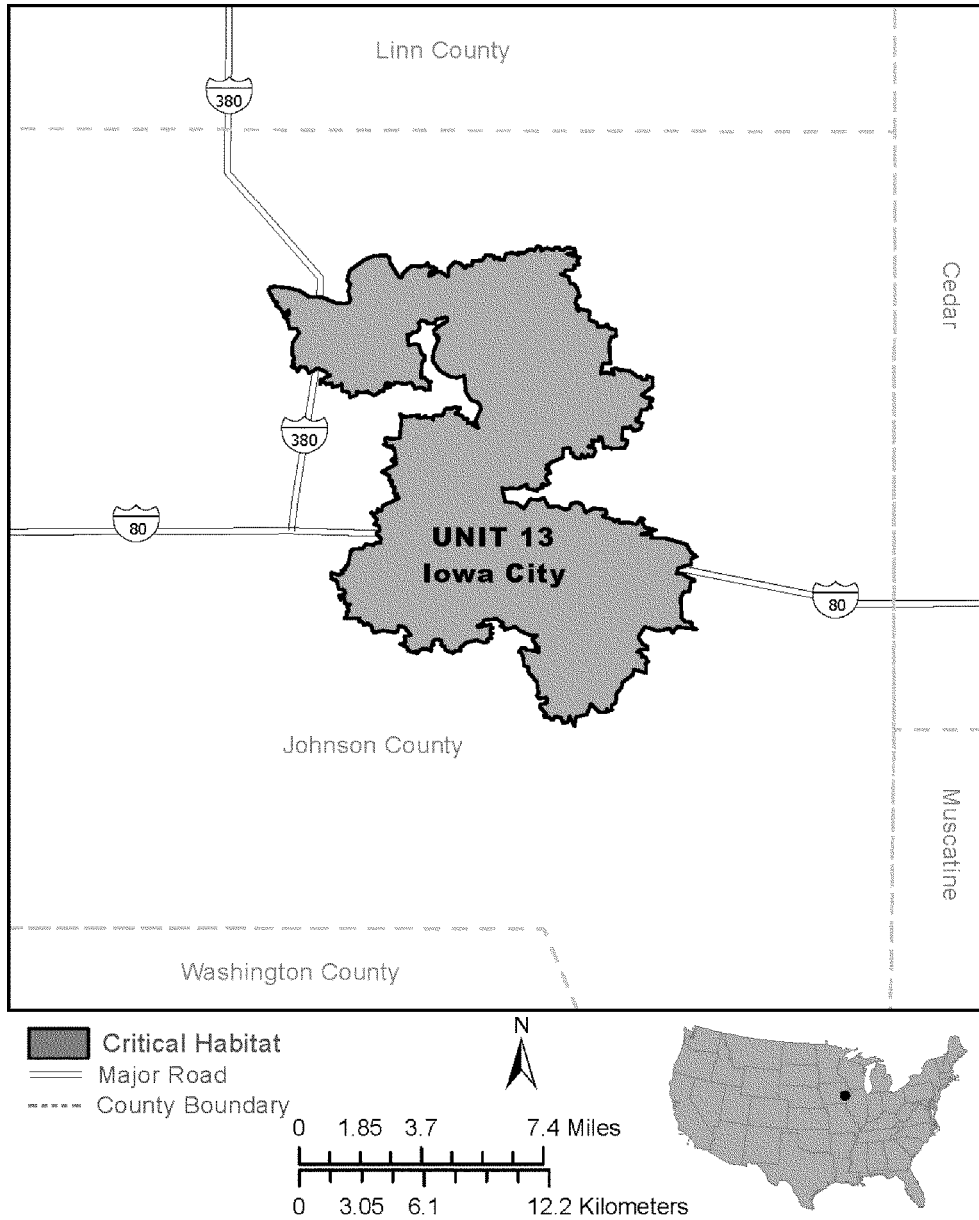 Linn County
380
Cedar
380
80
UNIT 13
Iowa City
80
Johnson County
Muscatine
Washington County
Critical Habitat
Major Road
County Boundary
N
0 1.85 3.7 7.4 Miles
0 3.05 6.1 12.2 Kilometers